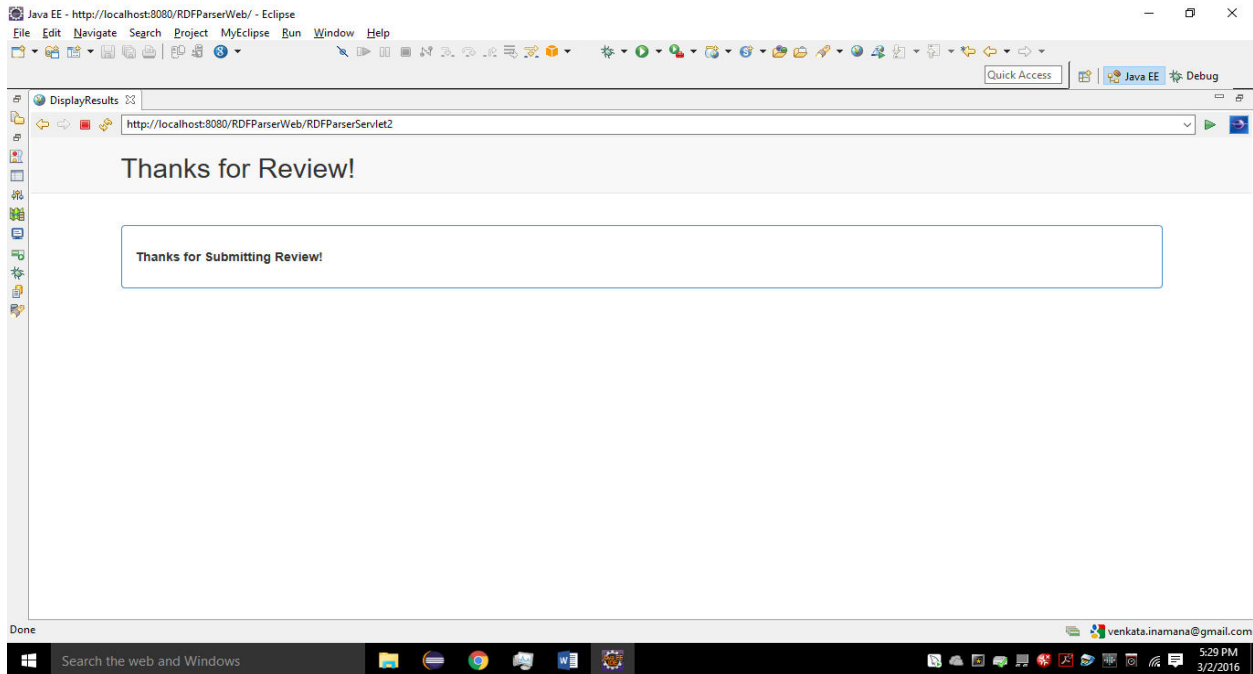 Java EE - http://localhost:8080/RDFParserWeb/ - Eclipse
File Edit Navigate Search Project MyEclipse Run Window Help
Quick Access Java EE Debug
DisplayResults
http://localhost:8080/RDFParserWeb/RDFParserServlet2
Thanks for Review!
Thanks for Submitting Review!
Done
venkata.inamana@gmail.com
Search the web and Windows
5:29 PM
3/2/2016